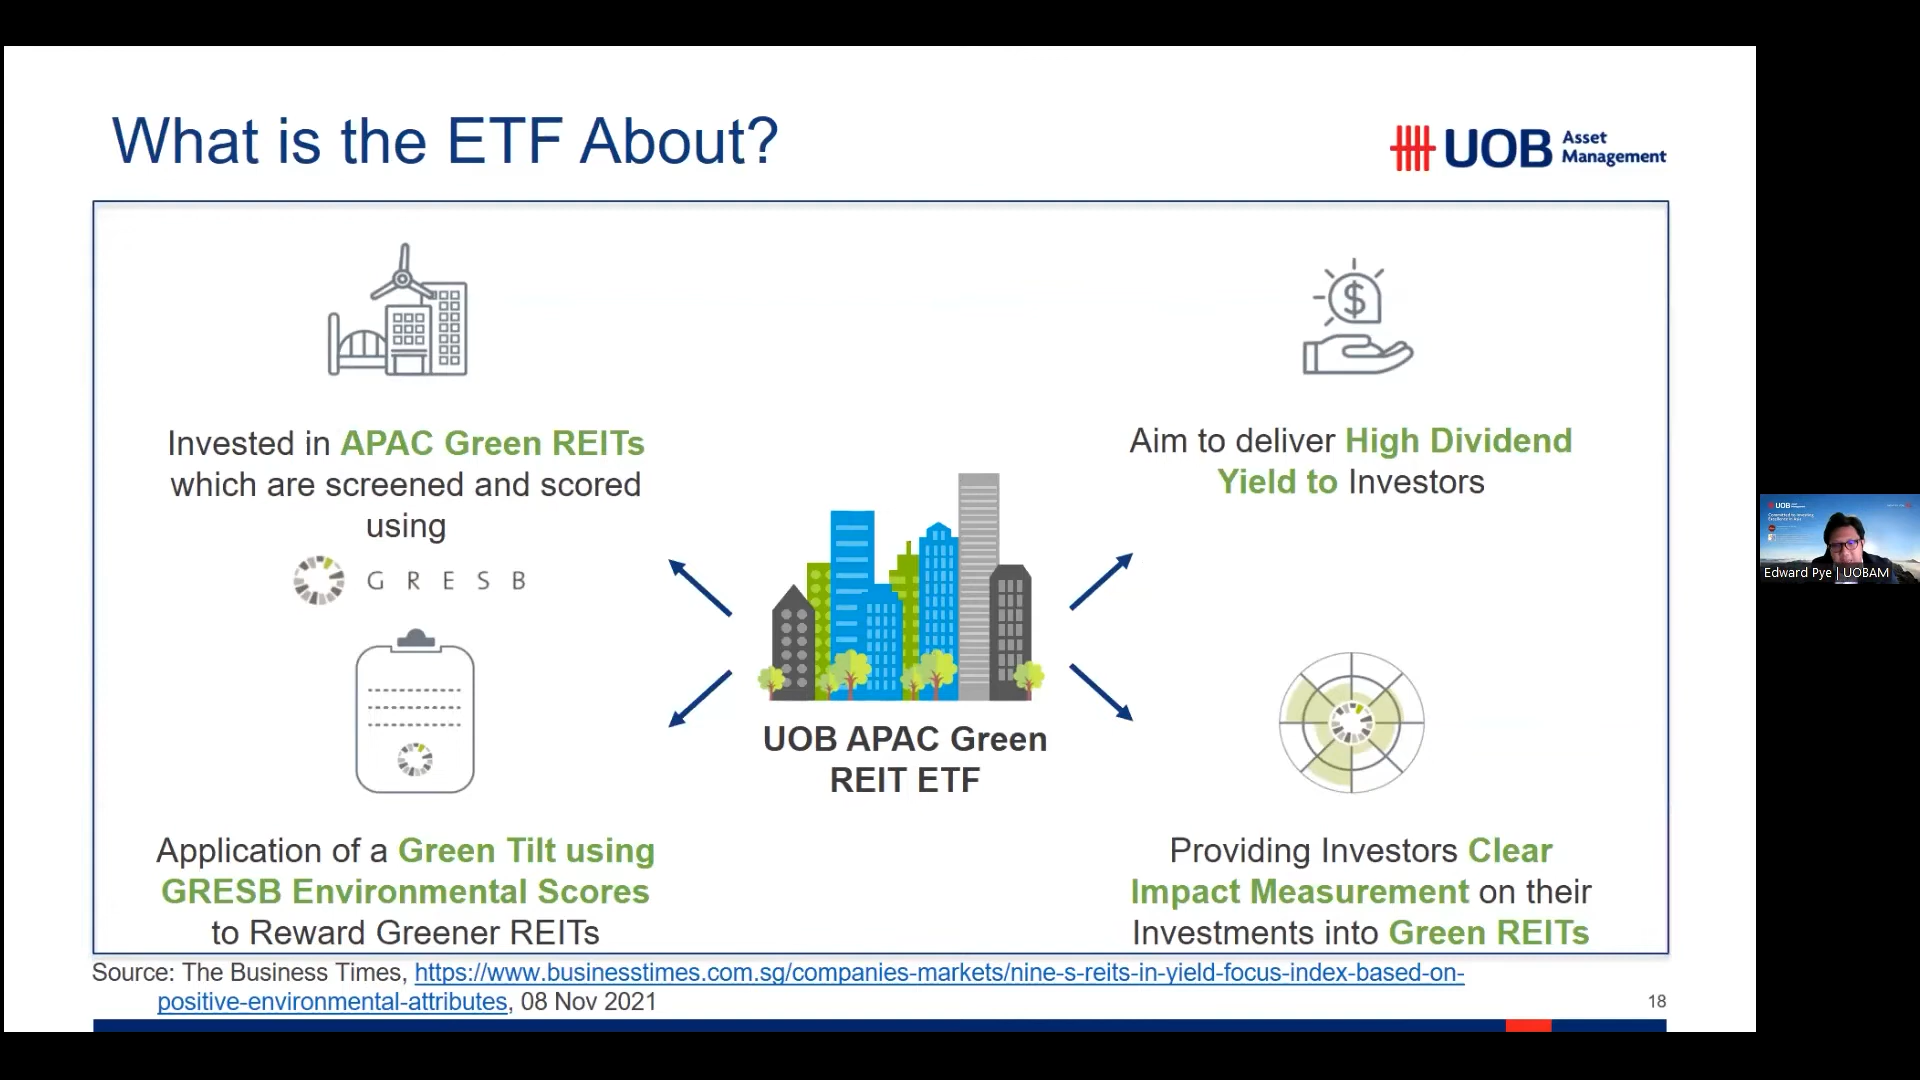 What is the ETF About?
UOB Asset Management
Invested in APAC Green REITs
which are screened and scored
using
GRESB
Aim to deliver High Dividend
Yield to Investors
$
UOB APAC Green
REIT ETF
Application of a Green Tilt using
GRESB Environmental Scores
to Reward Greener REITs
Providing Investors Clear
Impact Measurement on their
Investments into Green REITs
Source: The Business Times, https://www.businesstimes.com.sg/companies-markets/nine-s-reits-in-yield-focus-index-based-on-
positive-environmental-attributes, 08 Nov 2021
18
UOB
Edward Pye | UOBAM